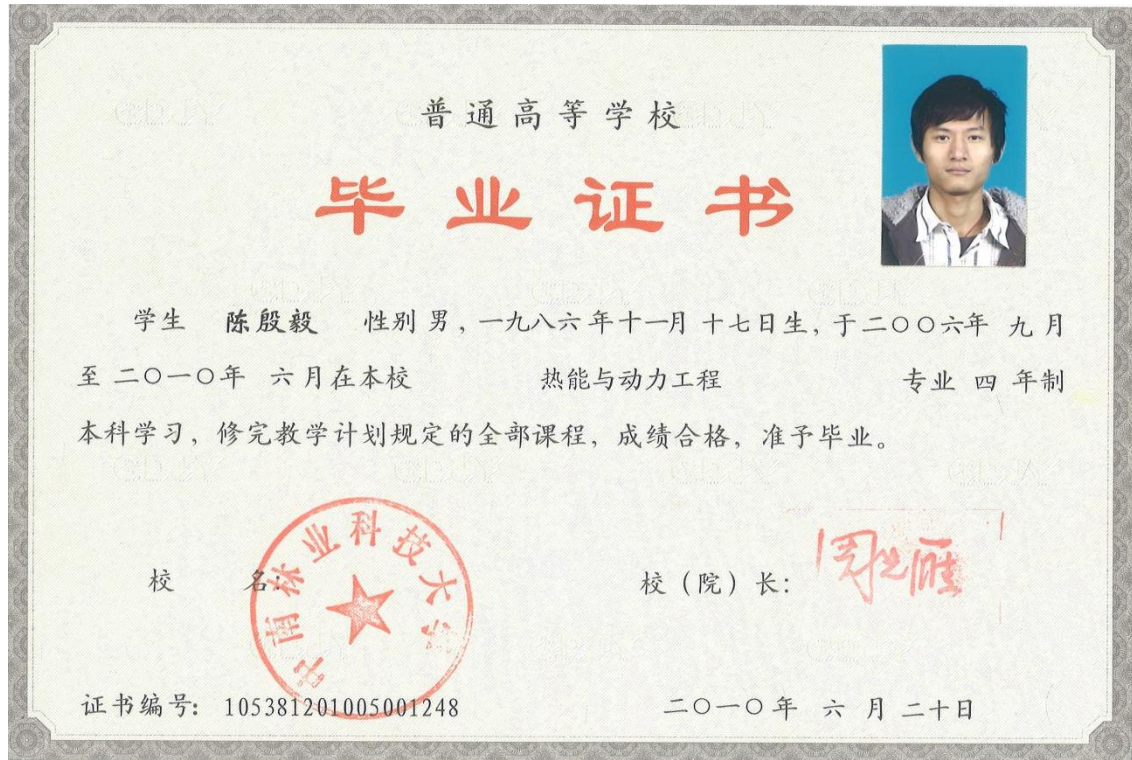 普通高等学校
毕业证书
学生 陈殷毅 性别 男，一九八六年十一月十七日生，于二〇〇六年 九月
至二〇一〇年 六月在本校 热能与动力工程 专业 四 年制
本科学习，修完教学计划规定的全部课程，成绩合格，准予毕业。
中南林业科技大学
校 名： 校（院）长：
证书编号：105381201005001248 二〇一〇年 六 月 二十日